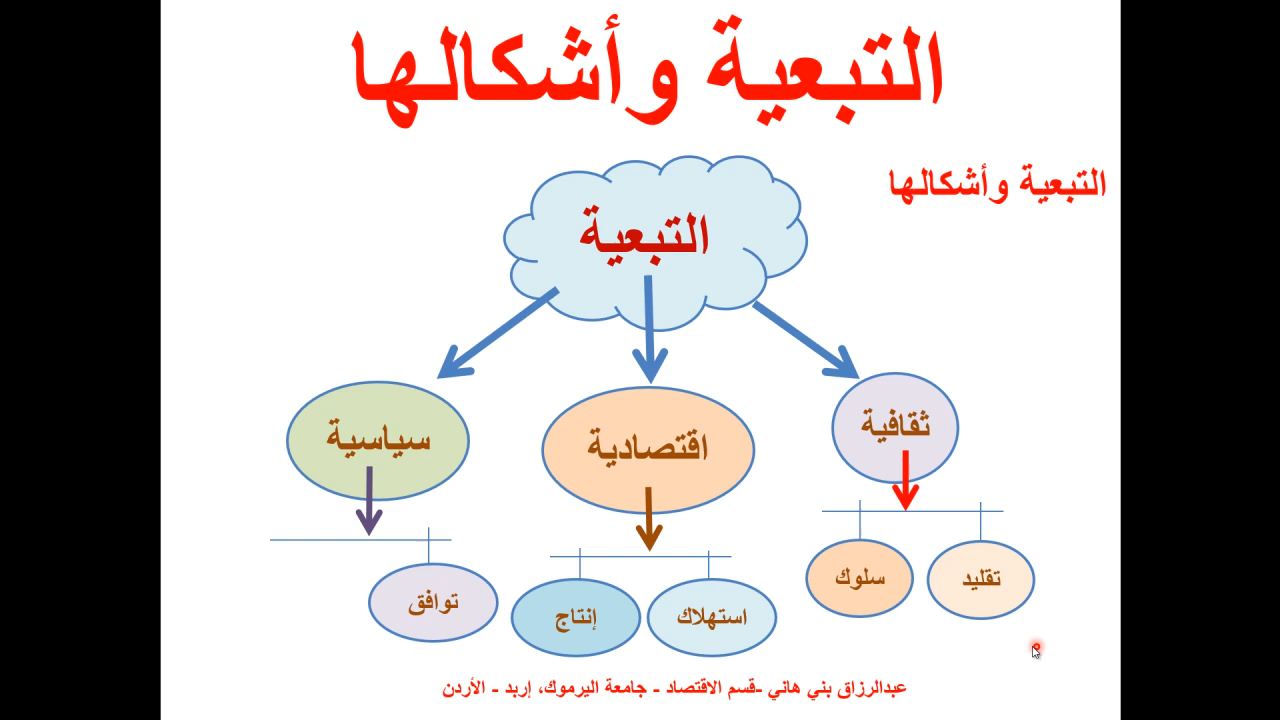 التبعية وأشكالها
التبعية وأشكالها
التبعية
ثقافية
اقتصادية
سياسية
تقليد
سلوك
استهلاك
إنتاج
توافق
عبدالرزاق بني هاني -قسم الاقتصاد - جامعة اليرموك، إربد - الأردن